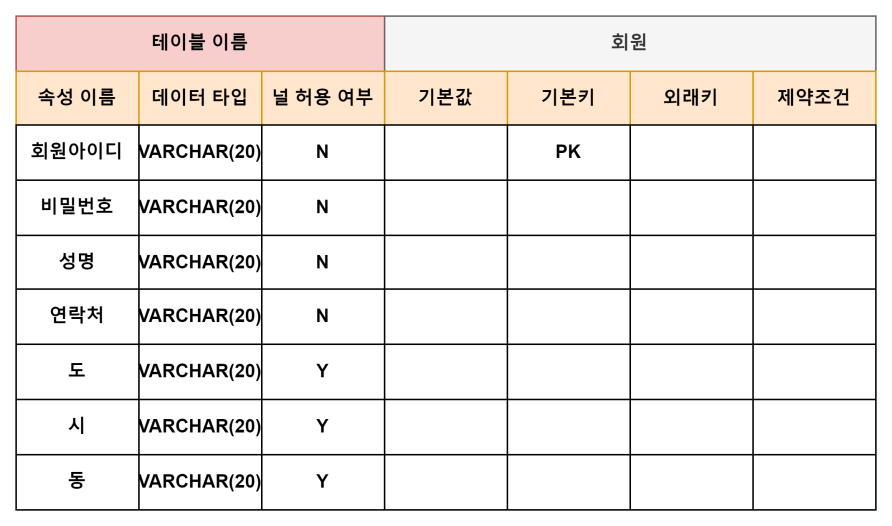 테이블 이름 회원
속성 이름 데이터 타입 널 허용 여부 기본값 기본키 외래키 제약조건
회원아이디 VARCHAR(20) N PK
비밀번호 VARCHAR(20) N
성명 VARCHAR(20) N
연락처 VARCHAR(20) N
도 VARCHAR(20) Y
시 VARCHAR(20) Y
동 VARCHAR(20) Y